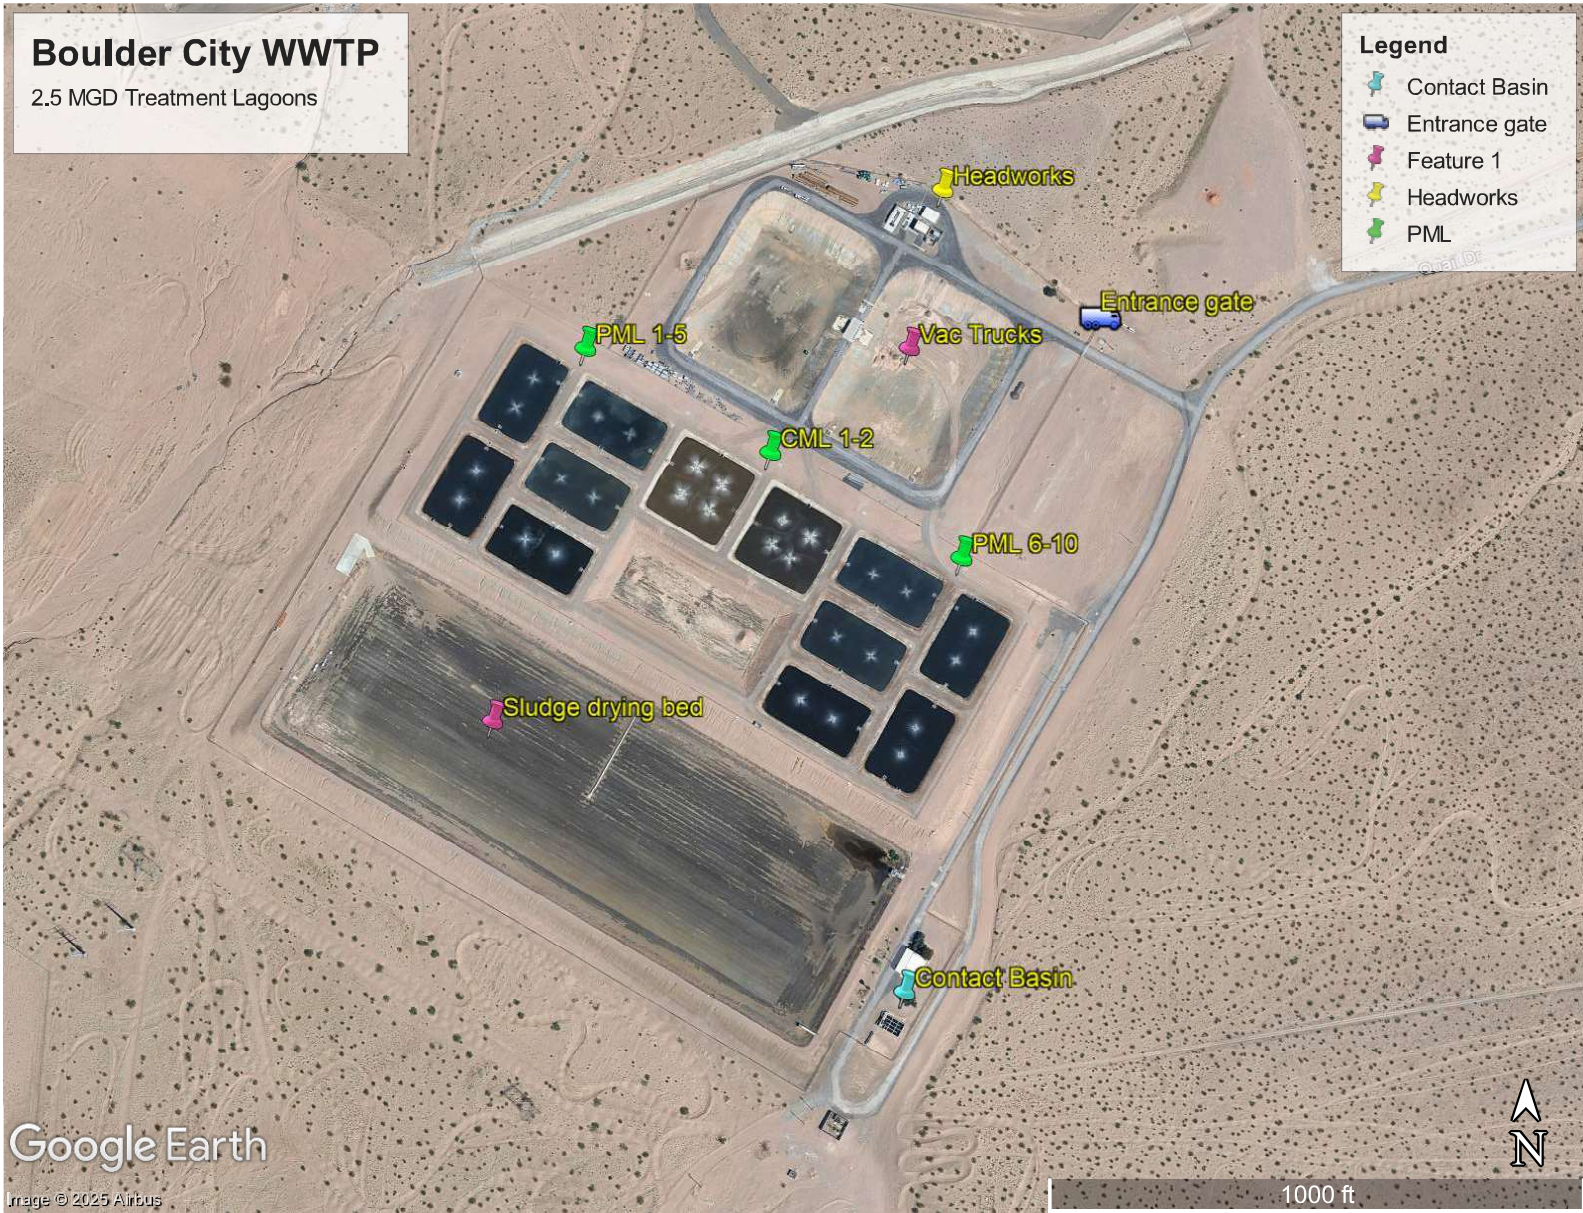 Boulder City WWTP
2.5 MGD Treatment Lagoons
Legend
Contact Basin
Entrance gate
Feature 1
Headworks
PML
Headworks
Quail Dr
Entrance gate
Vac Trucks
PML 1-5
CML 1-2
PML 6-10
Sludge drying bed
Contact Basin
N
Google Earth
Image © 2025 Airbus
1000 ft